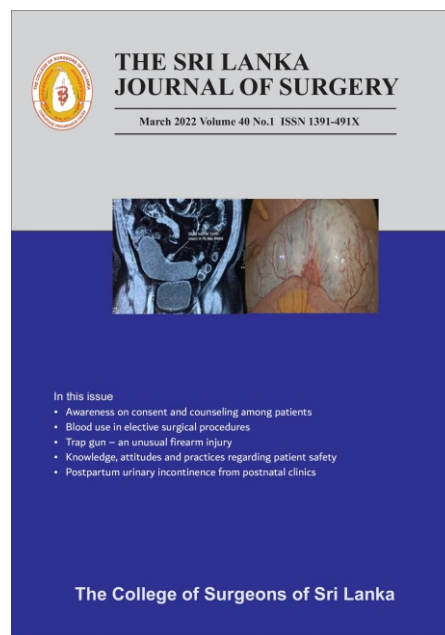 THE SRI LANKA
JOURNAL OF SURGERY
March 2022 Volume 40 No.1 ISSN 1391-491X
In this issue
• Awareness on consent and counseling among patients
• Blood use in elective surgical procedures
• Trap gun – an unusual firearm injury
• Knowledge, attitudes and practices regarding patient safety
• Postpartum urinary incontinence from postnatal clinics
The College of Surgeons of Sri Lanka